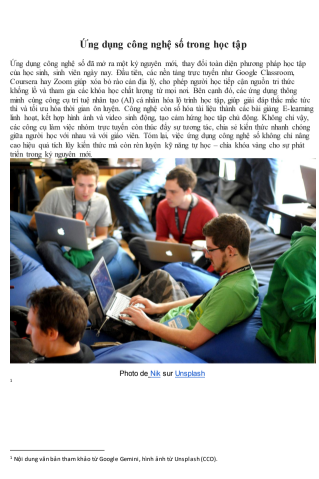 Ứng dụng công nghệ số trong học tập
Ứng dụng công nghệ số đã mở ra một kỷ nguyên mới, thay đổi toàn diện phương pháp học tập
của học sinh, sinh viên ngày nay. Đầu tiên, các nền tảng trực tuyến như Google Classroom,
Coursera hay Zoom giúp xóa bỏ rào cản địa lý, cho phép người học tiếp cận nguồn tri thức
khổng lồ và tham gia các khóa học chất lượng từ mọi nơi. Bên cạnh đó, các ứng dụng thông
minh cùng công cụ trí tuệ nhân tạo (AI) cá nhân hóa lộ trình học tập, giúp giải đáp thắc mắc tức
thì và tối ưu hóa thời gian ôn luyện. Công nghệ còn số hóa tài liệu thành các bài giảng E-learning
linh hoạt, kết hợp hình ảnh và video sinh động, tạo cảm hứng học tập chủ động. Không chỉ vậy,
các công cụ làm việc nhóm trực tuyến còn thúc đẩy sự tương tác, chia sẻ kiến thức nhanh chóng
giữa người học với nhau và với giáo viên. Tóm lại, việc ứng dụng công nghệ số không chỉ nâng
cao hiệu quả tích lũy kiến thức mà còn rèn luyện kỹ năng tự học – chìa khóa vàng cho sự phát
triển trong kỷ nguyên mới.
Photo de Nik sur Unsplash
1
1 Nội dung văn bản tham khảo từ Google Gemini, hình ảnh từ Unsplash (CC0).